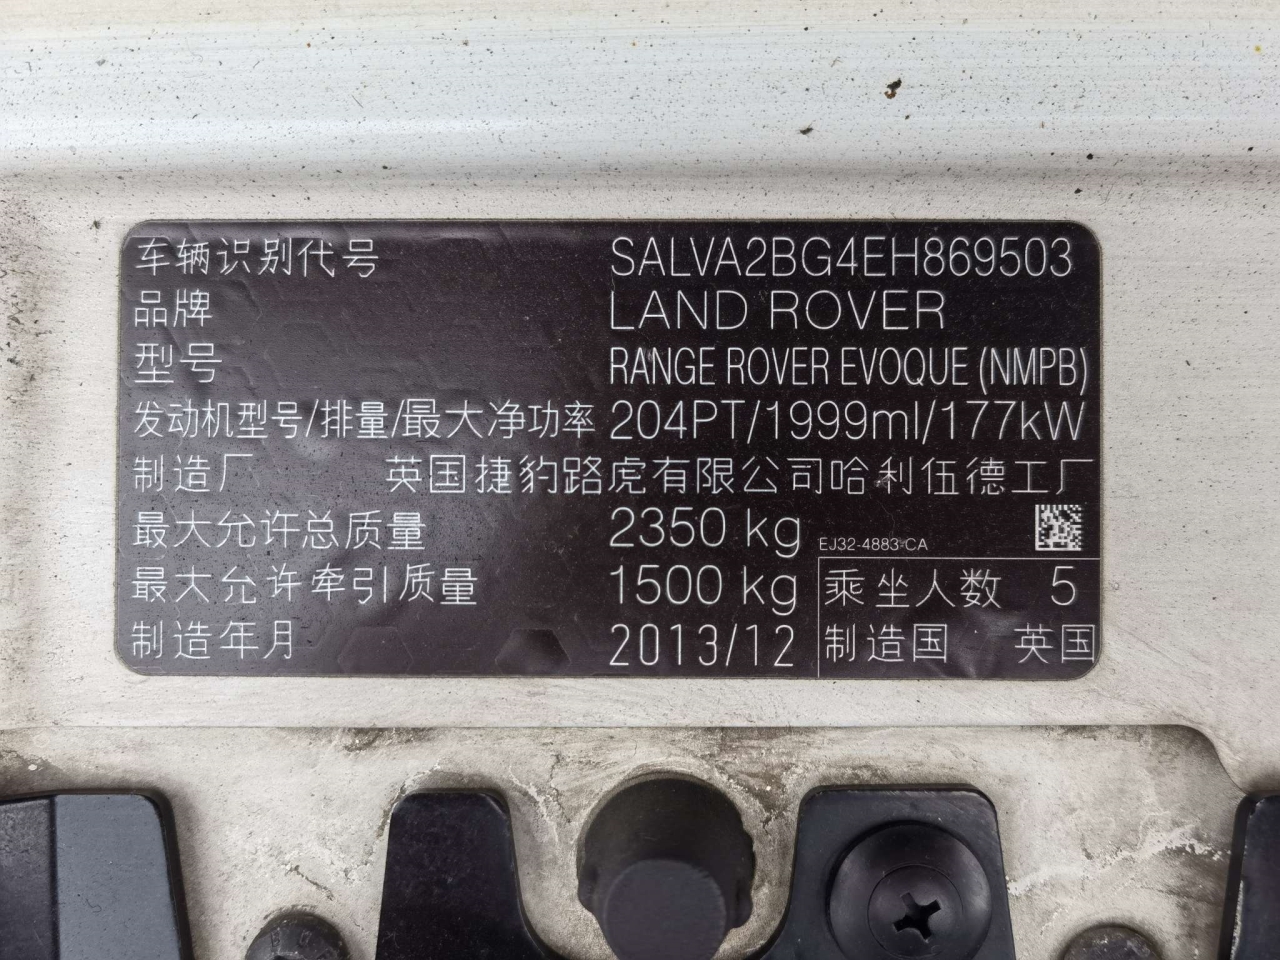 车辆识别代号 SALVA2BG4EH869503
品牌 LAND ROVER
型号 RANGE ROVER EVOQUE (NMPB)
发动机型号/排量/最大净功率 204PT/1999ml/177kW
制造厂 英国捷豹路虎有限公司哈利伍德工厂
最大允许总质量 2350 kg EJ32-4883-CA
最大允许牵引质量 1500 kg 乘坐人数 5
制造年月 2013/12 制造国 英国